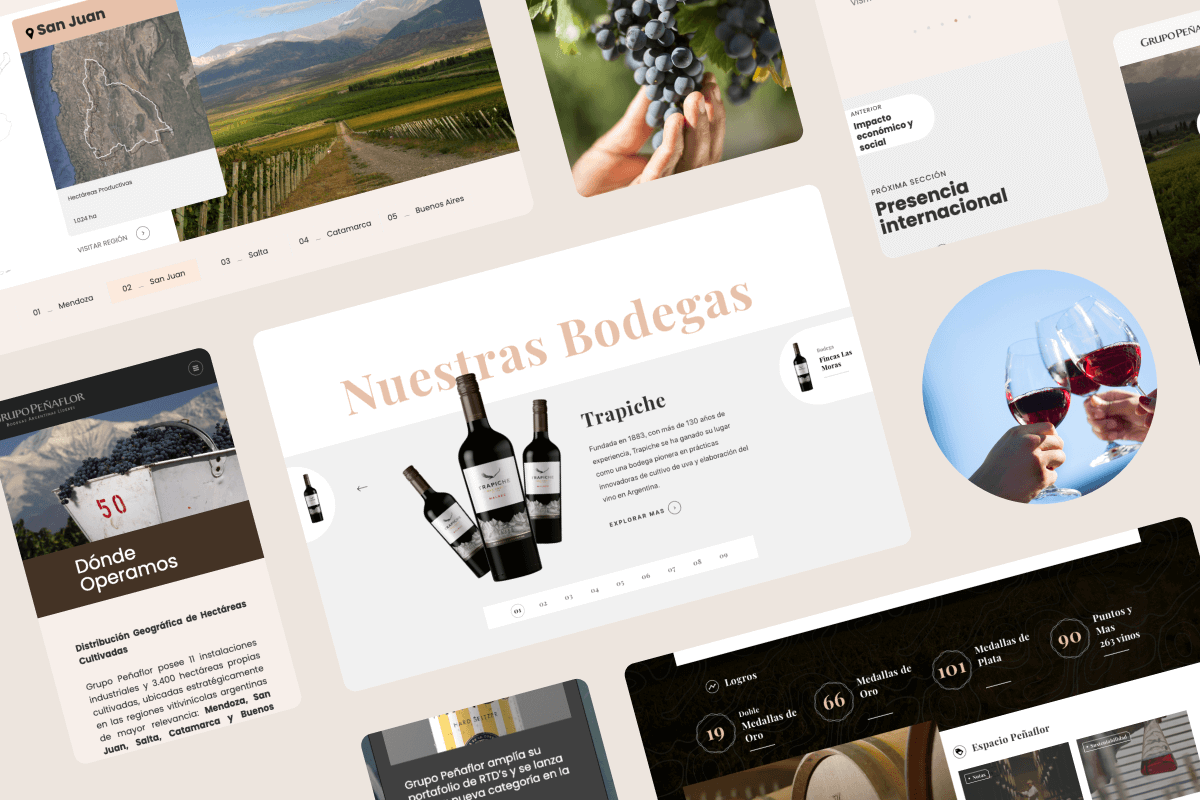 San Juan
Hectáreas Productivas
1.024 ha
VISITAR REGIÓN
01 _ Mendoza
02 _ San Juan
03 _ Salta
04 _ Catamarca
05 _ Buenos Aires
ANTERIOR
Impacto
económico y
social
PRÓXIMA SECCIÓN
Presencia
internacional
GRUPO PEÑAFLOR
BODEGAS ARGENTINAS LÍDERES
50
Dónde
Operamos
Distribución Geográfica de Hectáreas
Cultivadas
Grupo Peñaflor posee 11 instalaciones
industriales y 3.400 hectáreas propias
cultivadas, ubicadas estratégicamente
en las regiones vitivinícolas argentinas
de mayor relevancia: Mendoza, San
Juan, Salta, Catamarca y Buenos
Nuestras Bodegas
TRAPICHE
MALBEC
TRAPICHE
TRAPICHE
Trapiche
Fundada en 1883, con más de 130 años de
experiencia, Trapiche se ha ganado su lugar
como una bodega pionera en prácticas
innovadoras de cultivo de uva y elaboración del
vino en Argentina.
EXPLORAR MAS
Bodega
Fincas Las
Moras
01 02 03 04 05 06 07 08 09
HARD SELTZER
Grupo Peñaflor amplía su
portafolio de RTD's y se lanza
nueva categoría en la
Logros
19
Doble
Medallas de
Oro
66
Medallas de
Oro
101
Medallas de
Plata
90
Puntos y
Mas
263 vinos
Espacio Peñaflor
Notas
Sustentabilidad